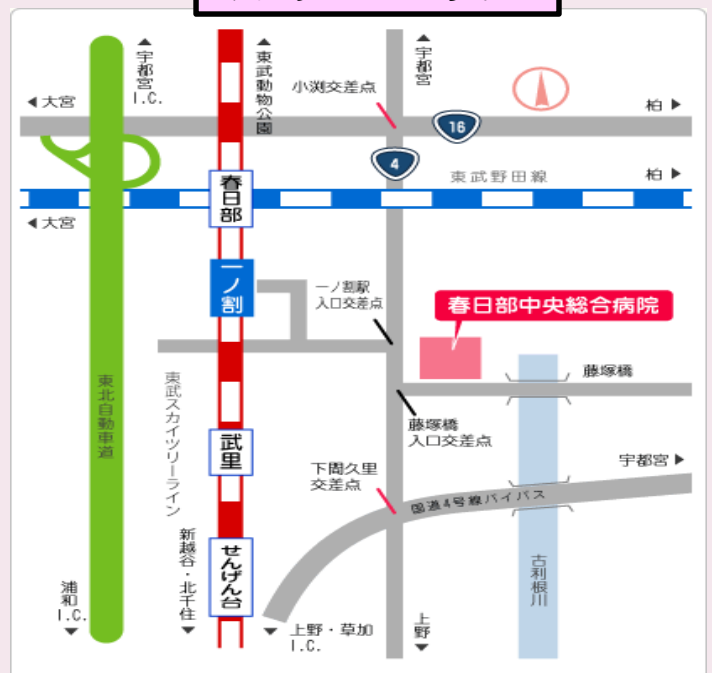 宇都宮
I.C.
東武動物公園
宇都宮
小渕交差点
◀大宮
柏▶
16
4
東武野田線
柏▶
春日部
◀大宮
一ノ割
一ノ割駅
入口交差点
春日部中央総合病院
藤塚橋
東北自動車道
東武スカイツリーライン
藤塚橋
入口交差点
武里
下間久里
交差点
宇都宮▶
国道4号線バイパス
新越谷・北千住
せんげん台
古利根川
浦和
I.C.
上野・草加
I.C.
上野